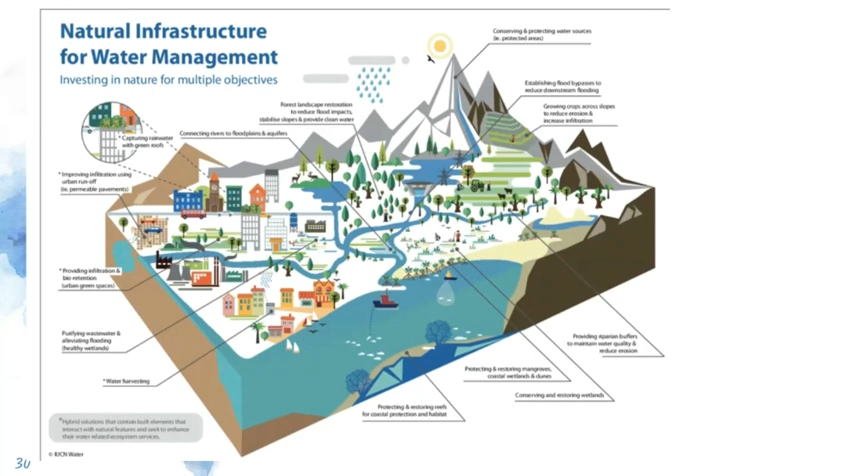 Natural Infrastructure
for Water Management
Investing in nature for multiple objectives
Conserving & protecting water sources
(ie. protected areas)
Establishing flood bypasses to
reduce downstream flooding
Growing crops across slopes
to reduce erosion &
increase infiltration
Forest landscape restoration
to reduce flood impacts,
stabilise slopes & provide clean water
Connecting rivers to floodplains & aquifers
* Capturing rainwater
with green roofs
* Improving infiltration using
urban run-off
(ie. permeable pavements)
* Providing infiltration &
bio-retention
(urban green spaces)
Purifying wastewater &
alleviating flooding
(healthy wetlands)
* Water harvesting
Providing riparian buffers
to maintain water quality &
reduce erosion
Protecting & restoring mangroves,
coastal wetlands & dunes
Conserving and restoring wetlands
Protecting & restoring reefs
for coastal protection and habitat
*Hybrid solutions that contain built elements that
interact with natural features and seek to enhance
their water related ecosystem services.
© IUCN Water
30